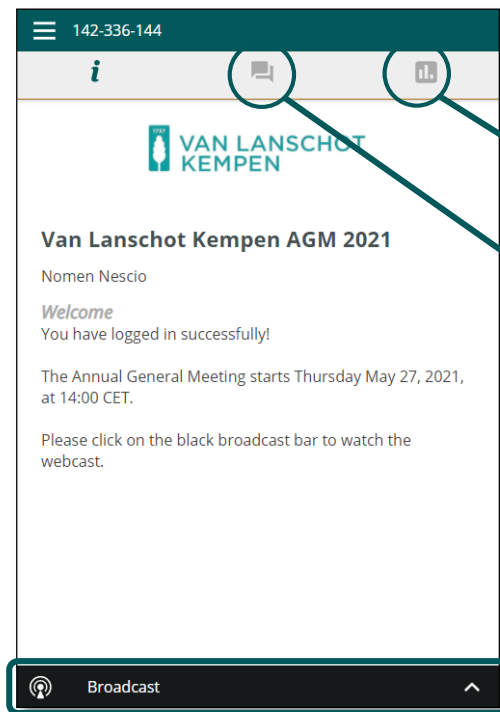 142-336-144
i
1737
VAN LANSCHOT
KEMPEN
Van Lanschot Kempen AGM 2021
Nomen Nescio
Welcome
You have logged in successfully!
The Annual General Meeting starts Thursday May 27, 2021,
at 14:00 CET.
Please click on the black broadcast bar to watch the
webcast.
Broadcast